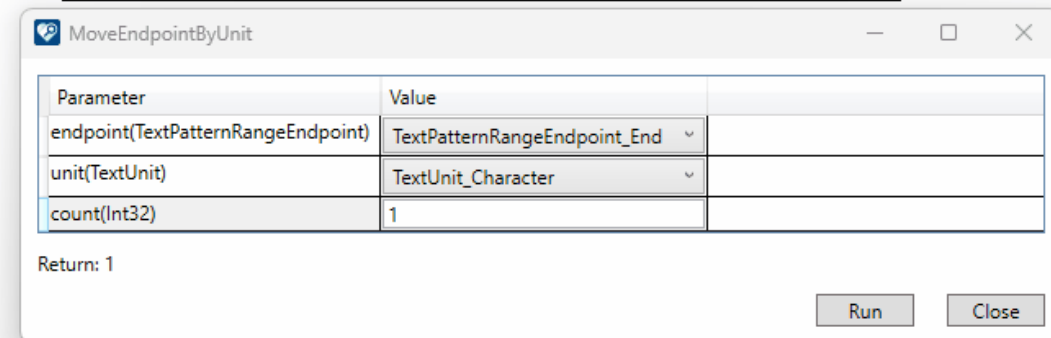 MoveEndpointByUnit
Parameter Value
endpoint(TextPatternRangeEndpoint) TextPatternRangeEndpoint_End
unit(TextUnit) TextUnit_Character
count(Int32) 1
Return: 1
Run Close